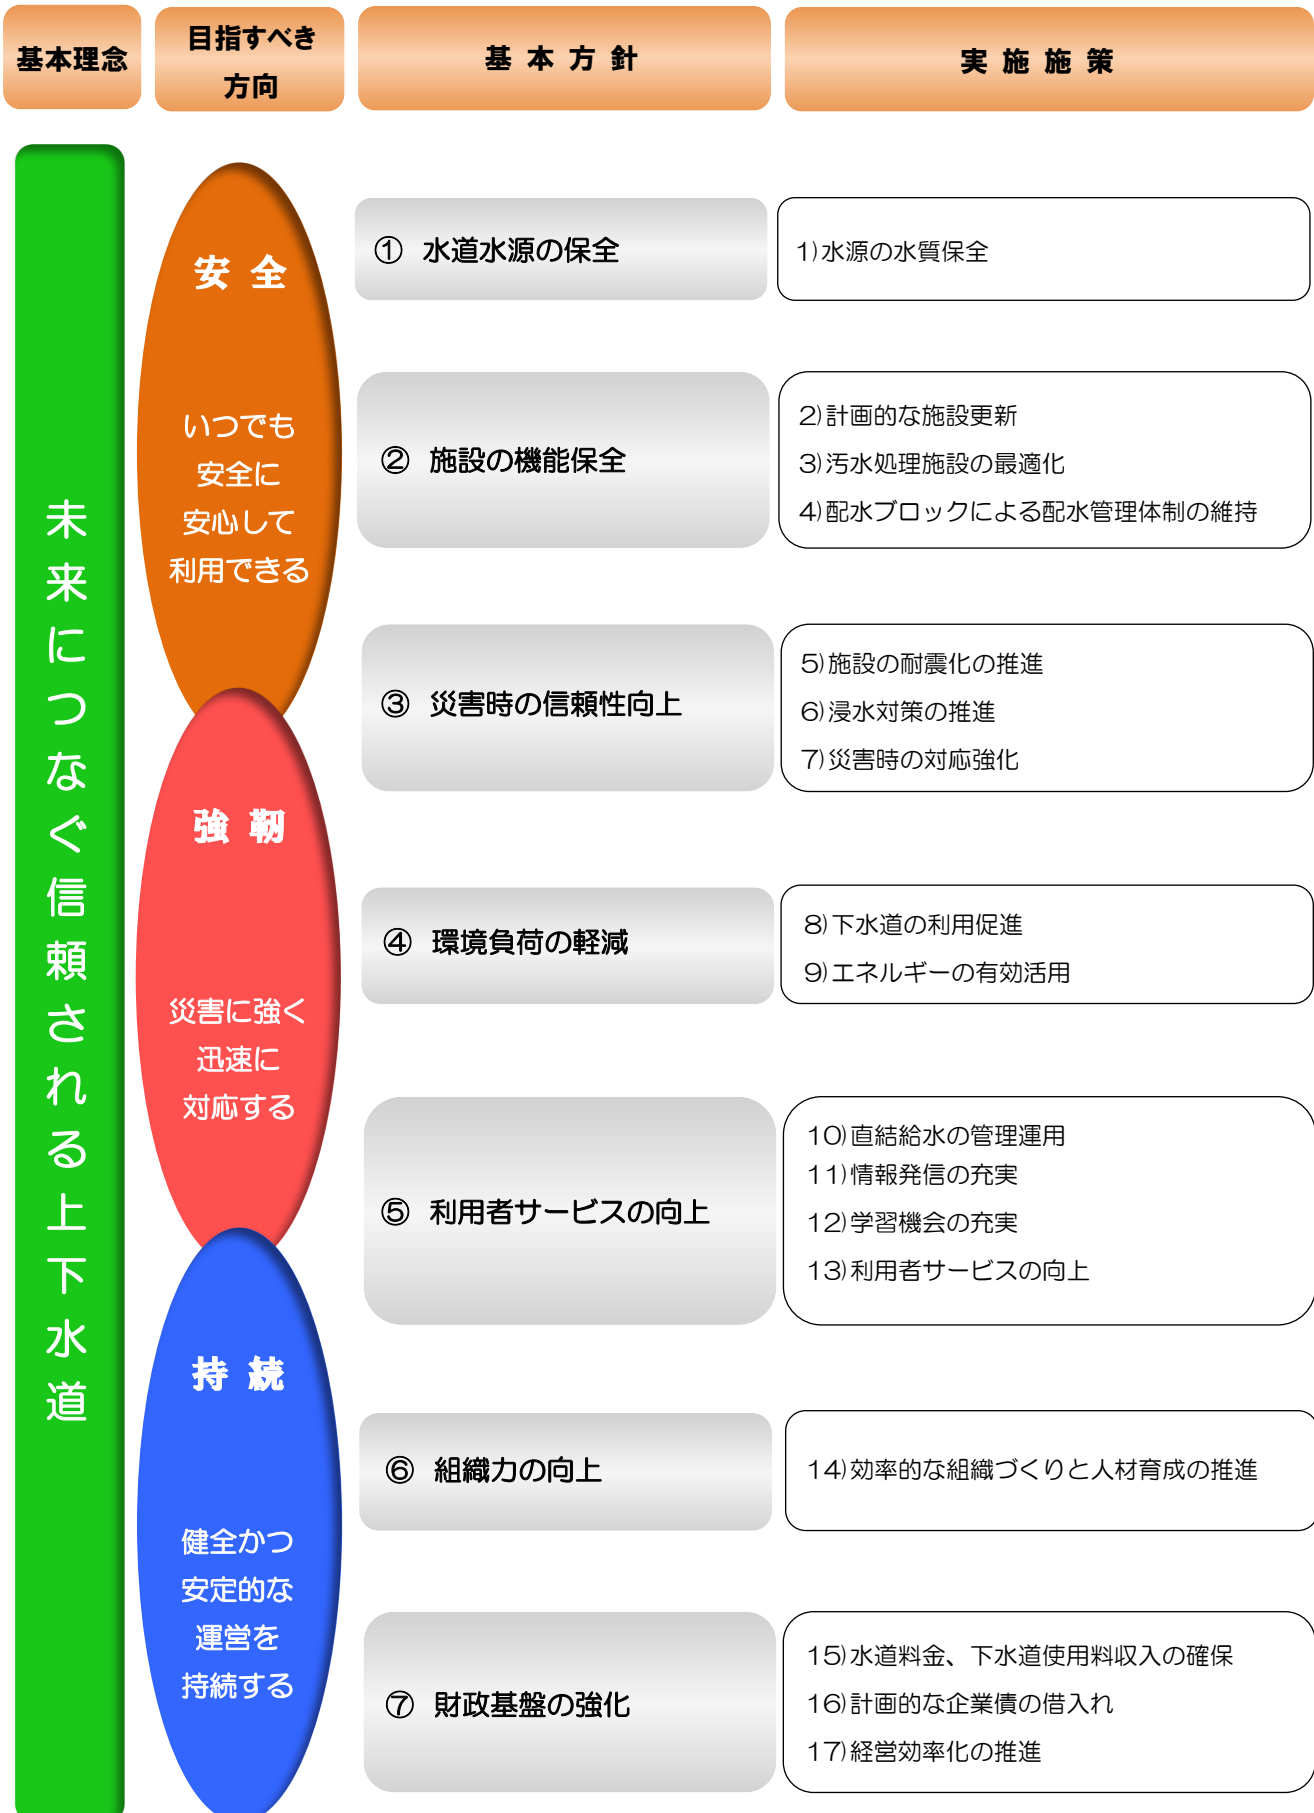 基本理念
目指すべき
方向
基本方針
実施施策
未来につなぐ信頼される上下水道
安全
いつでも
安全に
安心して
利用できる
強靭
災害に強く
迅速に
対応する
持続
健全かつ
安定的な
運営を
持続する
① 水道水源の保全
1)水源の水質保全
② 施設の機能保全
2)計画的な施設更新
3)汚水処理施設の最適化
4)配水ブロックによる配水管理体制の維持
③ 災害時の信頼性向上
5)施設の耐震化の推進
6)浸水対策の推進
7)災害時の対応強化
④ 環境負荷の軽減
8)下水道の利用促進
9)エネルギーの有効活用
⑤ 利用者サービスの向上
10)直結給水の管理運用
11)情報発信の充実
12)学習機会の充実
13)利用者サービスの向上
⑥ 組織力の向上
14)効率的な組織づくりと人材育成の推進
⑦ 財政基盤の強化
15)水道料金、下水道使用料収入の確保
16)計画的な企業債の借入れ
17)経営効率化の推進